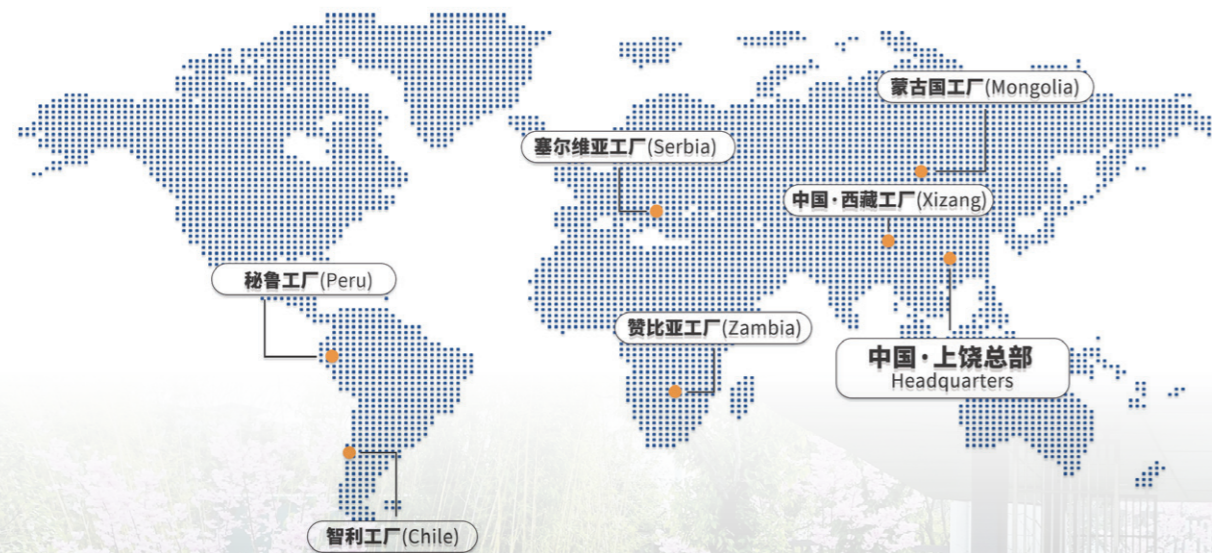 蒙古国工厂(Mongolia)
塞尔维亚工厂(Serbia)
中国·西藏工厂(Xizang)
秘鲁工厂(Peru)
赞比亚工厂(Zambia)
中国·上饶总部
Headquarters
智利工厂(Chile)